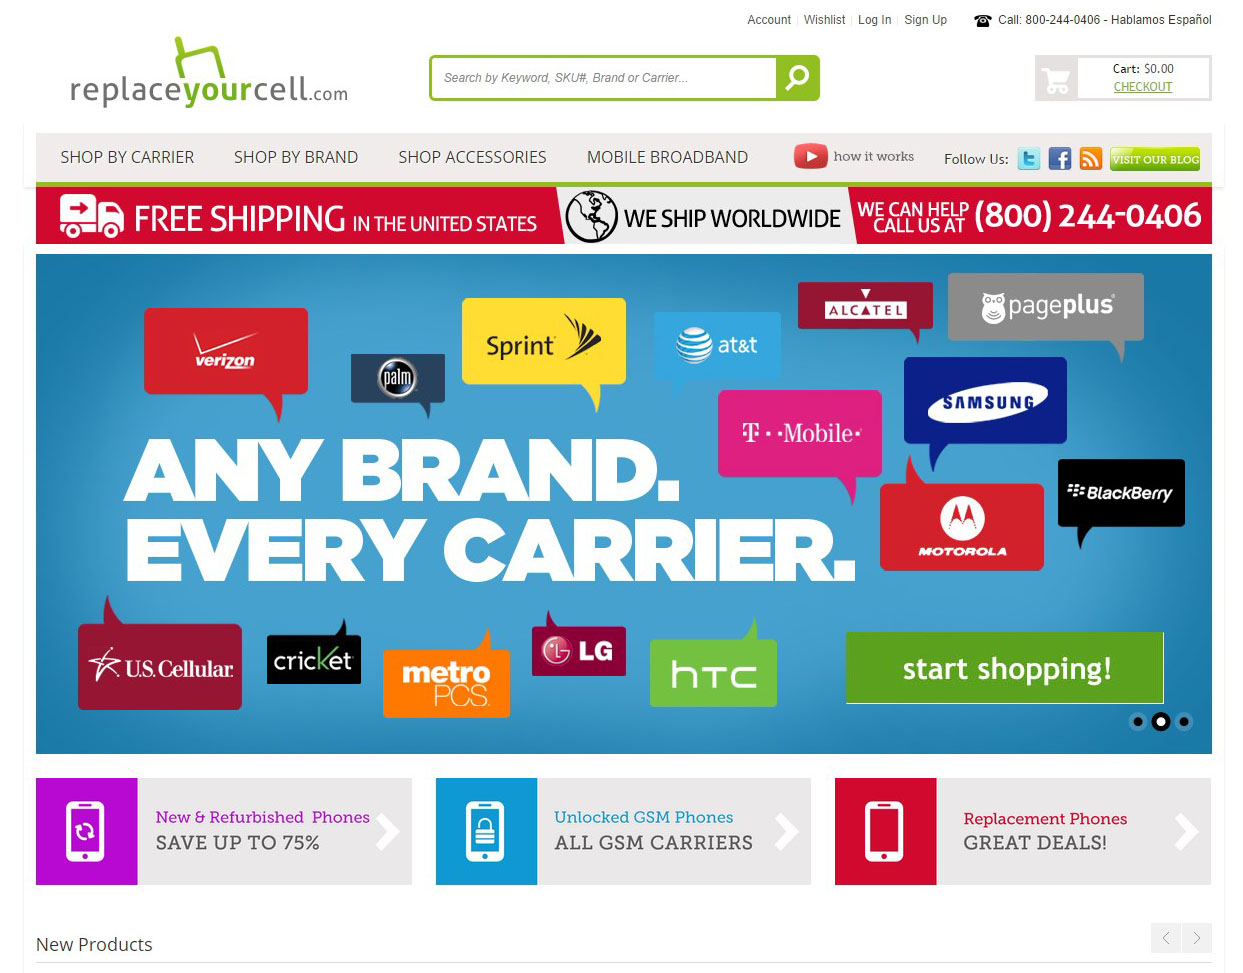 Account Wishlist Log In Sign Up Call: 800-244-0406 - Hablamos Español
replaceyourcell.com
Search by Keyword, SKU#, Brand or Carrier...
Cart: $0.00
CHECKOUT
SHOP BY CARRIER SHOP BY BRAND SHOP ACCESSORIES MOBILE BROADBAND how it works Follow Us: VISIT OUR BLOG
FREE SHIPPING IN THE UNITED STATES WE SHIP WORLDWIDE WE CAN HELP CALL US AT (800) 244-0406
verizon
palm
Sprint
at&t
ALCATEL
pageplus
T··Mobile·
SAMSUNG
MOTOROLA
BlackBerry
ANY BRAND.
EVERY CARRIER.
U.S. Cellular.
cricket
metro
PCS.
LG
hTC
start shopping!
New & Refurbished Phones
SAVE UP TO 75%
Unlocked GSM Phones
ALL GSM CARRIERS
Replacement Phones
GREAT DEALS!
New Products